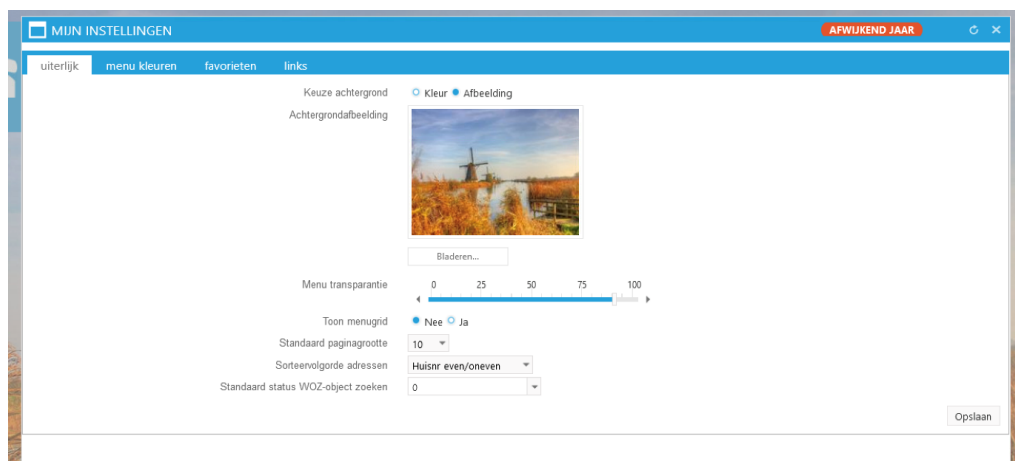 MIJN INSTELLINGEN AFWIJKEND JAAR
uiterlijk menu kleuren favorieten links
Keuze achtergrond Kleur Afbeelding
Achtergrondafbeelding
Bladeren...
Menu transparantie 0 25 50 75 100
Toon menugrid Nee Ja
Standaard paginagrootte 10
Sorteervolgorde adressen Huisnr even/oneven
Standaard status WOZ-object zoeken 0
Opslaan